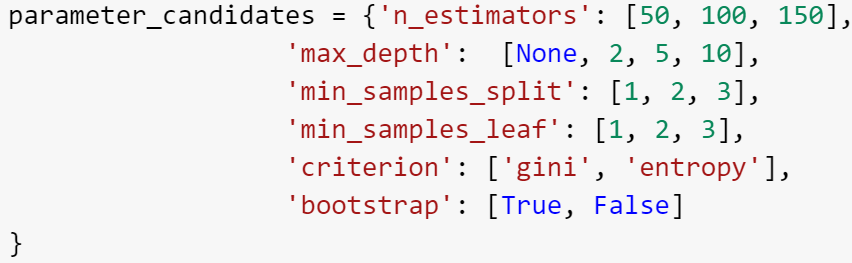 parameter_candidates = {'n_estimators': [50, 100, 150],
'max_depth':  [None, 2, 5, 10],
'min_samples_split': [1, 2, 3],
'min_samples_leaf': [1, 2, 3],
'criterion': ['gini', 'entropy'],
'bootstrap': [True, False]
}